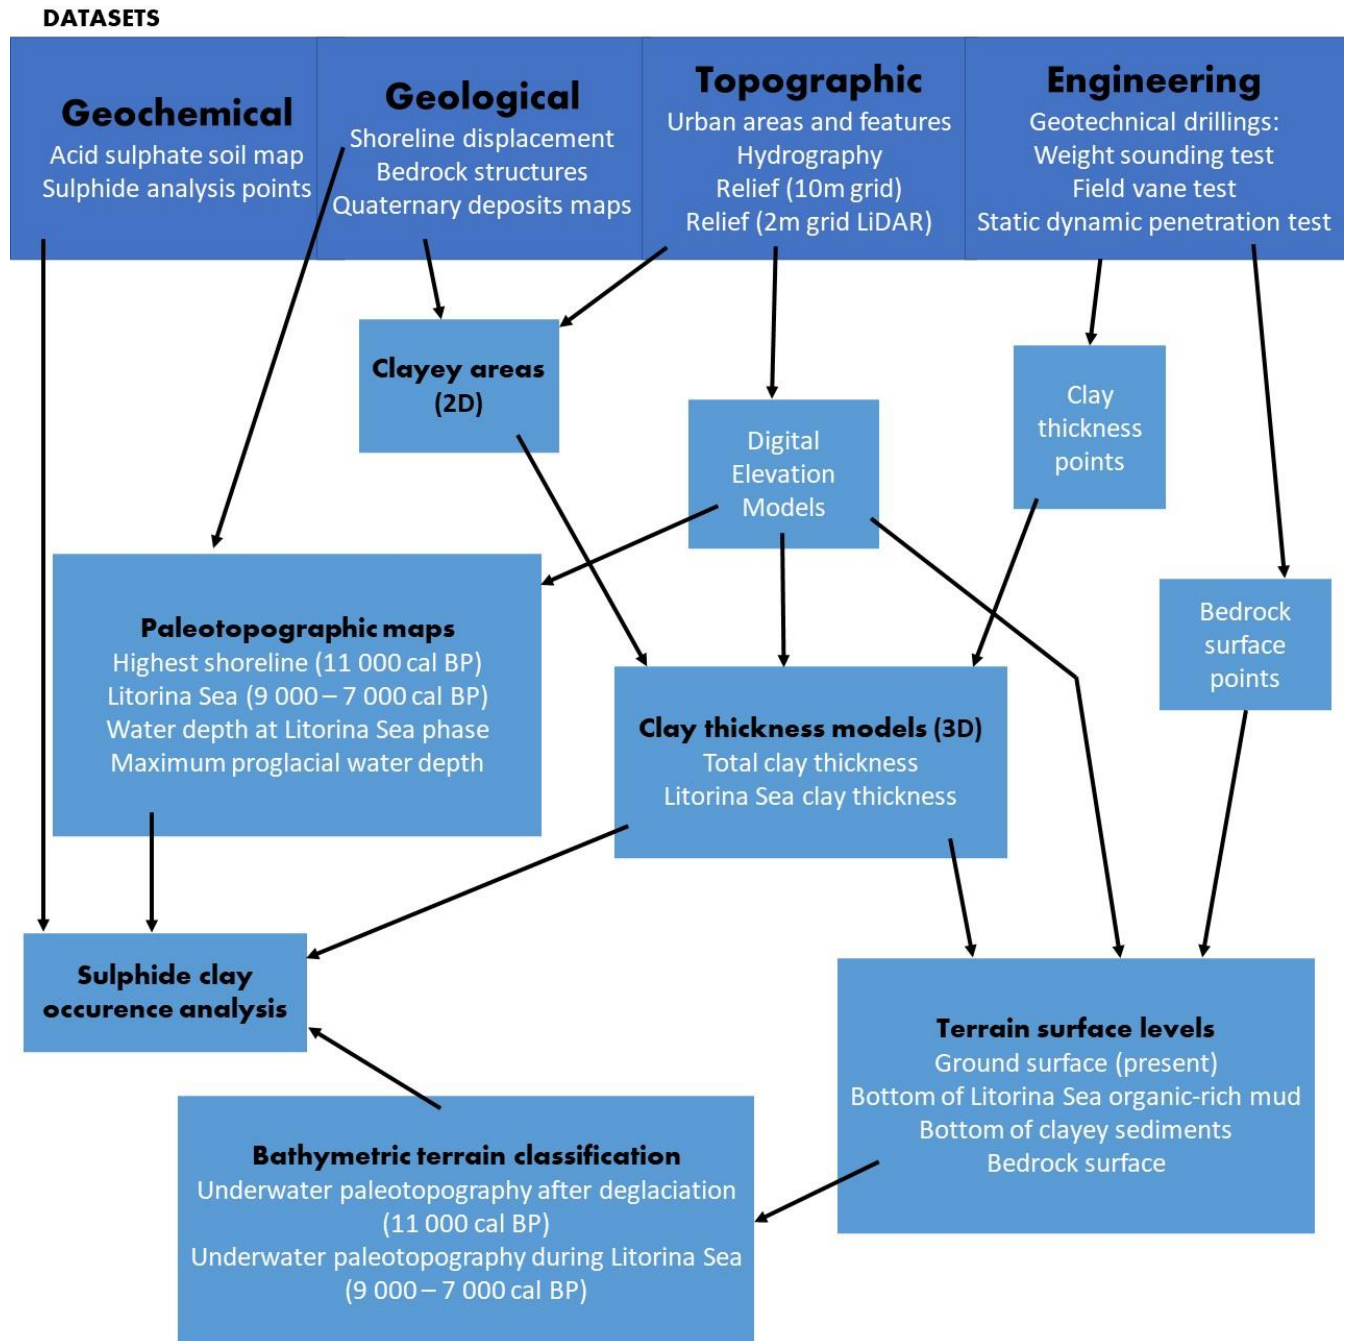 DATASETS
Geochemical
Acid sulphate soil map
Sulphide analysis points
Geological
Shoreline displacement
Bedrock structures
Quaternary deposits maps
Topographic
Urban areas and features
Hydrography
Relief (10m grid)
Relief (2m grid LiDAR)
Engineering
Geotechnical drillings:
Weight sounding test
Field vane test
Static dynamic penetration test
Clayey areas
(2D)
Digital
Elevation
Models
Clay
thickness
points
Bedrock
surface
points
Paleotopographic maps
Highest shoreline (11 000 cal BP)
Litorina Sea (9 000 – 7 000 cal BP)
Water depth at Litorina Sea phase
Maximum proglacial water depth
Clay thickness models (3D)
Total clay thickness
Litorina Sea clay thickness
Sulphide clay
occurence analysis
Terrain surface levels
Ground surface (present)
Bottom of Litorina Sea organic-rich mud
Bottom of clayey sediments
Bedrock surface
Bathymetric terrain classification
Underwater paleotopography after deglaciation
(11 000 cal BP)
Underwater paleotopography during Litorina Sea
(9 000 – 7 000 cal BP)